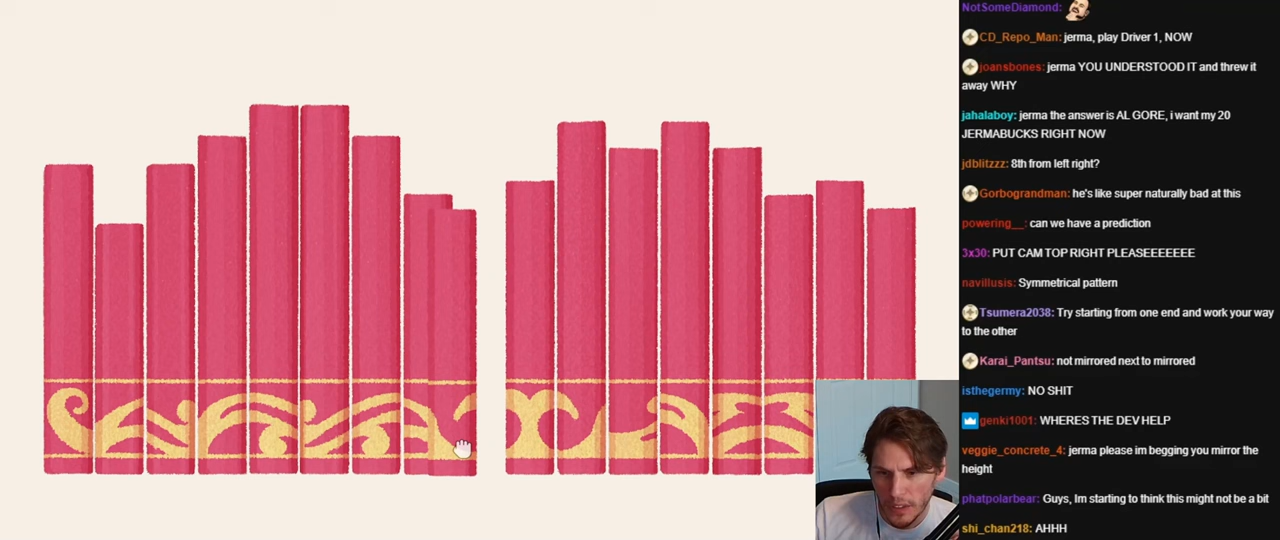 NotSomeDiamond:
CD_Repo_Man: jerma, play Driver 1, NOW
joansbones: jerma YOU UNDERSTOOD IT and threw it
away WHY
jahalaboy: jerma the answer is AL GORE, i want my 20
JERMABUCKS RIGHT NOW
jdblitzzz: 8th from left right?
Gorbograndman: he's like super naturally bad at this
powering__: can we have a prediction
3x30: PUT CAM TOP RIGHT PLEASEEEEEEE
navillusis: Symmetrical pattern
Tsumera2038: Try starting from one end and work your way
to the other
Karai_Pantsu: not mirrored next to mirrored
isthegermy: NO SHIT
genki1001: WHERES THE DEV HELP
veggie_concrete_4: jerma please im begging you mirror the
height
phatpolarbear: Guys, Im starting to think this might not be a bit
shi_chan218: AHHH